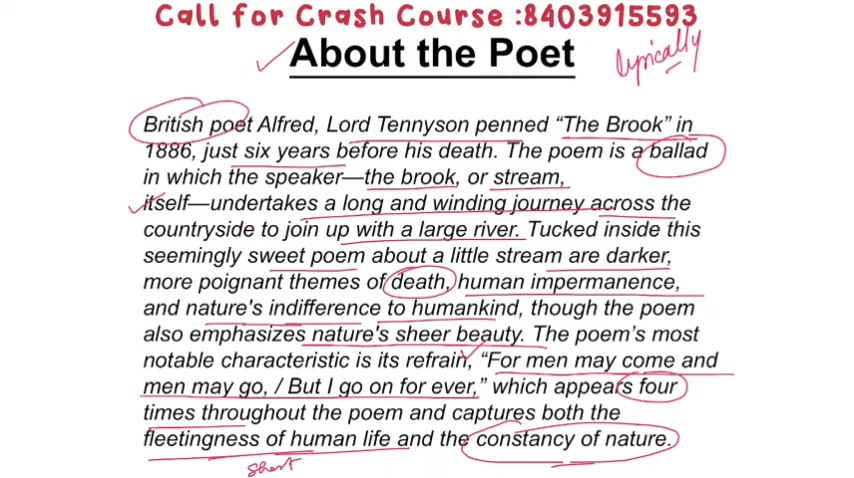 Call for Crash Course :8403915593
About the Poet
lyrically
British poet Alfred, Lord Tennyson penned “The Brook” in
1886, just six years before his death. The poem is a ballad
in which the speaker—the brook, or stream,
itself—undertakes a long and winding journey across the
countryside to join up with a large river. Tucked inside this
seemingly sweet poem about a little stream are darker,
more poignant themes of death, human impermanence,
and nature's indifference to humankind, though the poem
also emphasizes nature's sheer beauty. The poem’s most
notable characteristic is its refrain, “For men may come and
men may go, / But I go on for ever,” which appears four
times throughout the poem and captures both the
fleetingness of human life and the constancy of nature.
short